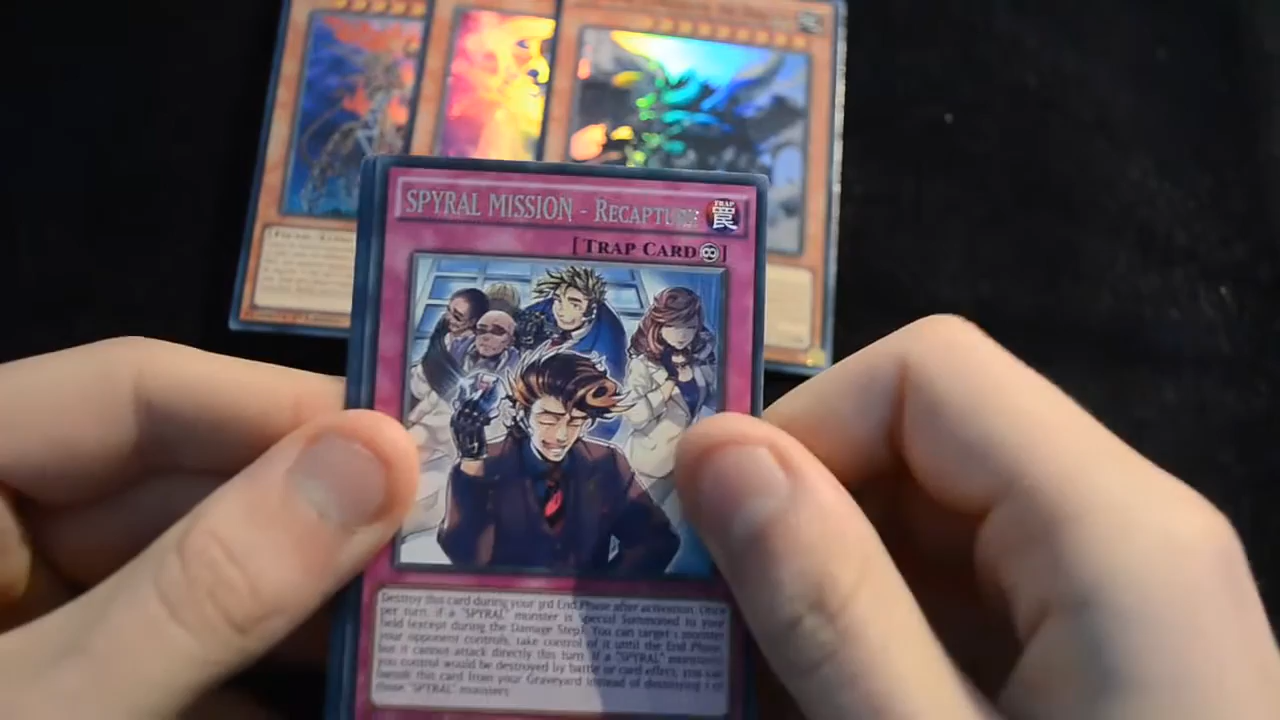 SPYRAL MISSION - RECAPTURE
TRAP
罠
[TRAP CARD]
Destroy this card during your 3rd End Phase after activation. Once
per turn, if a "SPYRAL" monster is Special Summoned to your
field (except during the Damage Step): You can target 1 monster
your opponent controls; take control of it until the End Phase,
but it cannot attack directly this turn. If a "SPYRAL" monster(s)
you control would be destroyed by battle or card effect, you can
banish this card from your Graveyard instead of destroying 1 of
those "SPYRAL" monsters.